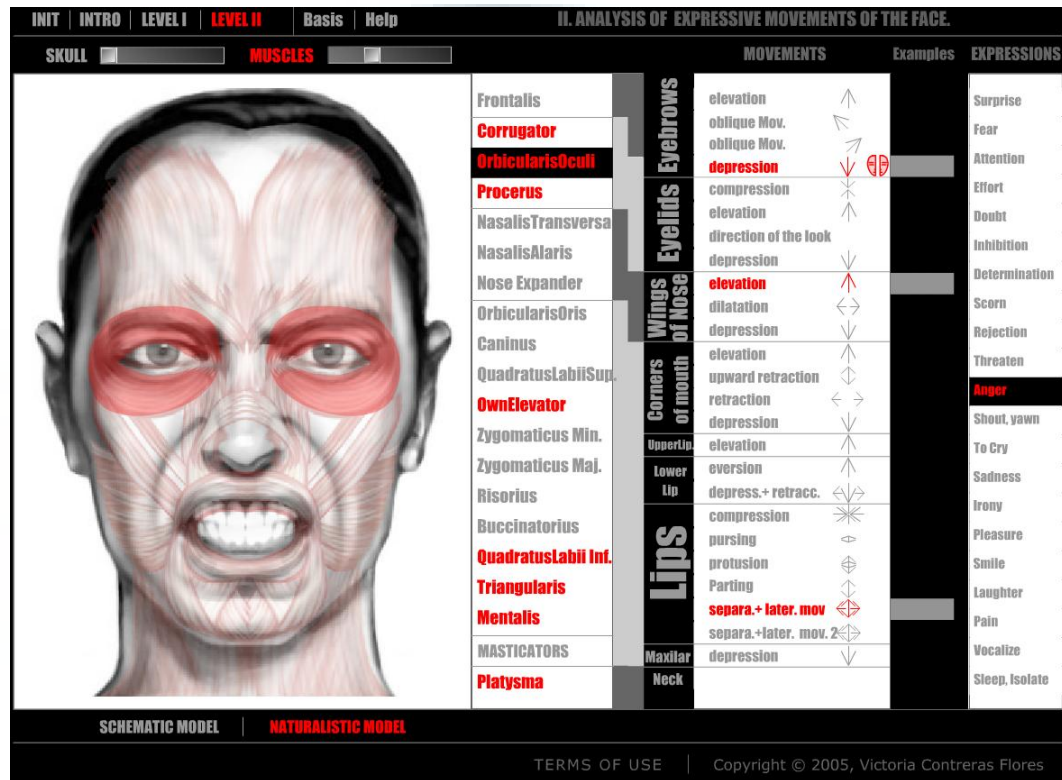 INIT INTRO LEVEL I LEVEL II Basis Help II. ANALYSIS OF EXPRESSIVE MOVEMENTS OF THE FACE.
SKULL MUSCLES MOVEMENTS Examples EXPRESSIONS
Frontalis
Corrugator
OrbicularisOculi
Procerus
NasalisTransversa
NasalisAlaris
Nose Expander
OrbicularisOris
Caninus
QuadratusLabiiSup.
OwnElevator
Zygomaticus Min.
Zygomaticus Maj.
Risorius
Buccinatorius
QuadratusLabii Inf.
Triangularis
Mentalis
MASTICATORS
Platysma
Eyebrows
elevation
oblique Mov.
oblique Mov.
depression
Eyelids
compression
elevation
direction of the look
depression
Wings
of Nose
elevation
dilatation
depression
Corners
of mouth
elevation
upward retraction
retraction
depression
UpperLip.
elevation
Lower
Lip
eversion
depress.+ retracc.
Lips
compression
pursing
protusion
Parting
separa.+ later. mov
separa.+later. mov. 2
Maxilar
depression
Neck
Surprise
Fear
Attention
Effort
Doubt
Inhibition
Determination
Scorn
Rejection
Threaten
Anger
Shout, yawn
To Cry
Sadness
Irony
Pleasure
Smile
Laughter
Pain
Vocalize
Sleep, Isolate
SCHEMATIC MODEL NATURALISTIC MODEL
TERMS OF USE Copyright © 2005, Victoria Contreras Flores